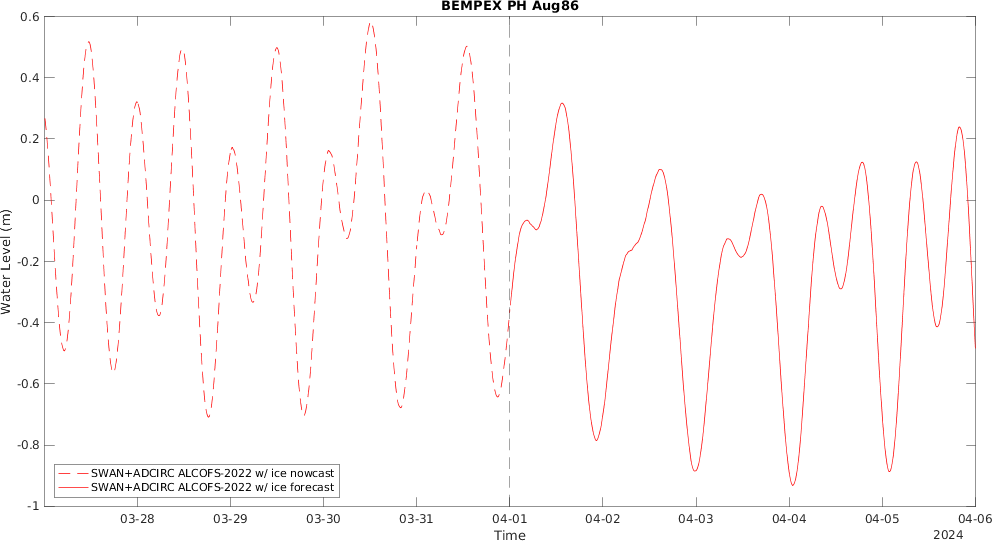 BEMPEX PH Aug86
0.6
0.4
0.2
0
-0.2
-0.4
-0.6
-0.8
-1
Water Level (m)
SWAN+ADCIRC ALCOFS-2022 w/ ice nowcast
SWAN+ADCIRC ALCOFS-2022 w/ ice forecast
03-28 03-29 03-30 03-31 04-01 04-02 04-03 04-04 04-05 04-06
Time
2024